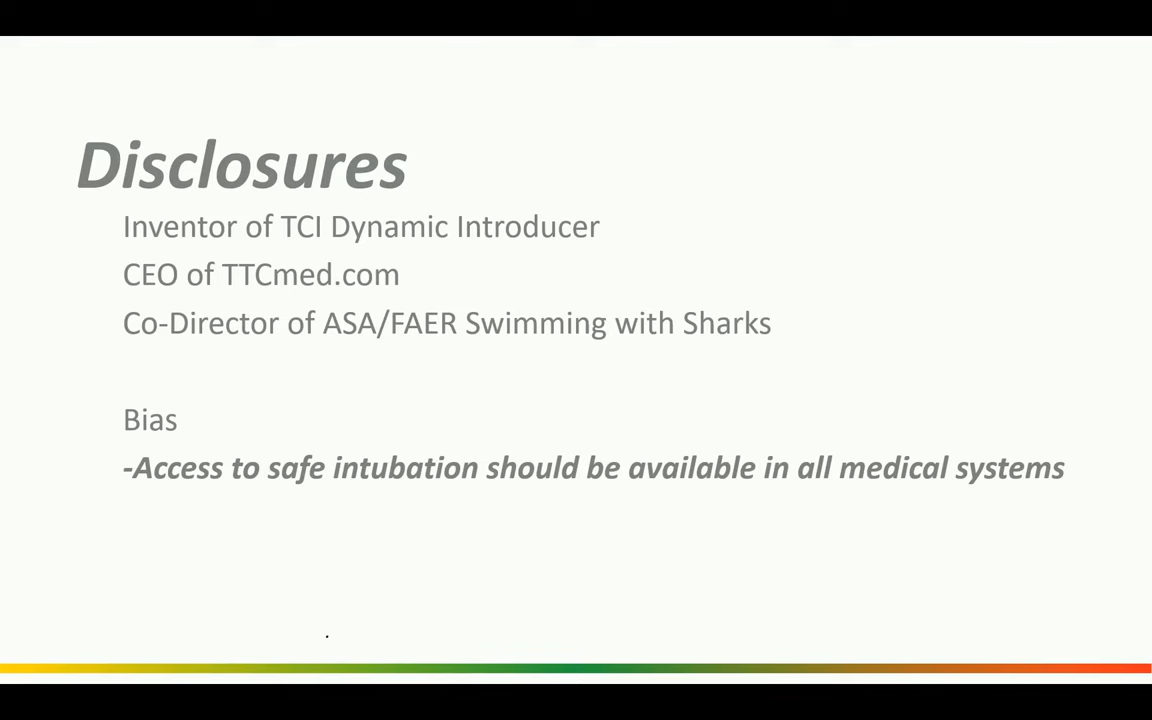 Disclosures
Inventor of TCI Dynamic Introducer
CEO of TTCmed.com
Co-Director of ASA/FAER Swimming with Sharks
Bias
-Access to safe intubation should be available in all medical systems
.